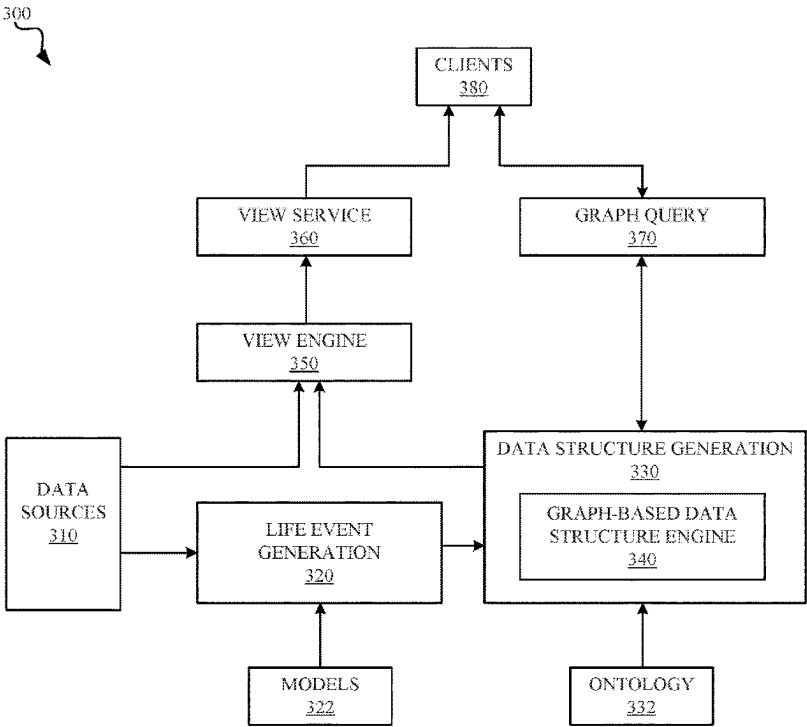 300
CLIENTS
380
VIEW SERVICE
360
GRAPH QUERY
370
VIEW ENGINE
350
DATA
SOURCES
310
LIFE EVENT
GENERATION
320
DATA STRUCTURE GENERATION
330
GRAPH-BASED DATA
STRUCTURE ENGINE
340
MODELS
322
ONTOLOGY
332